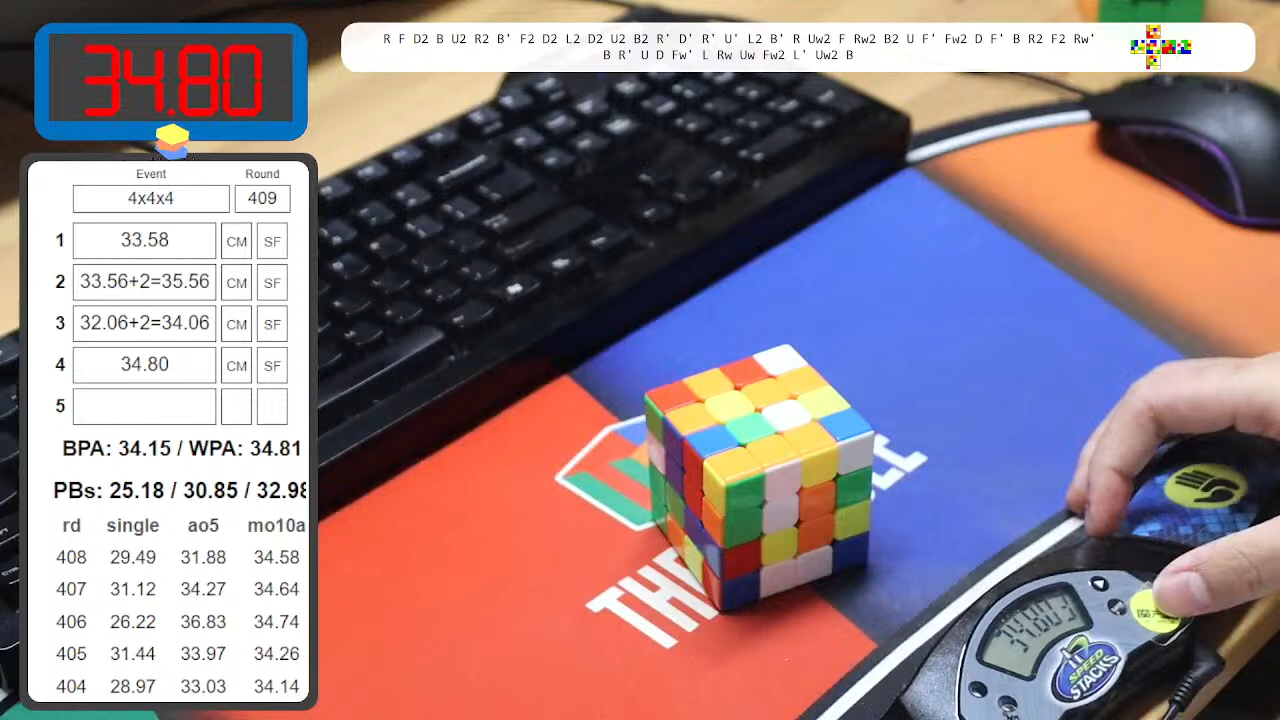 34.80
R F D2 B' U2 R2 B' F2 D2 L2 D2 U2 B2 R' D' R' U' L2 B' R Uw2 F Rw2 B2 U F' Fw2 D F' B R2 F2 Rw'
B R' U D Fw' L Rw Uw Fw2 L' Uw2 B
Event Round
4x4x4 409
1 33.58 CM SF
2 33.56+2=35.56 CM SF
3 32.06+2=34.06 CM SF
4 34.80 CM SF
5
BPA: 34.15 / WPA: 34.81
PBs: 25.18 / 30.85 / 32.98
rd single ao5 mo10a
408 29.49 31.88 34.58
407 31.12 34.27 34.64
406 26.22 36.83 34.74
405 31.44 33.97 34.26
404 28.97 33.03 34.14
THE
LE
SPEED
STACKS